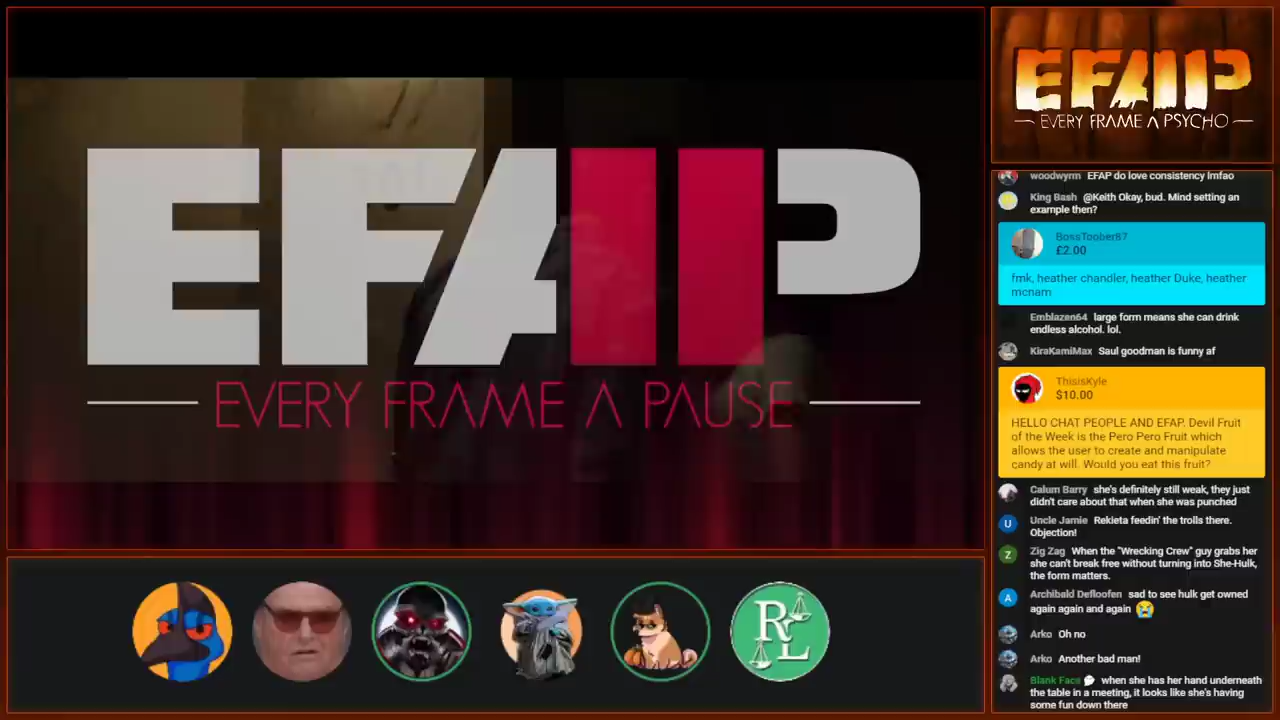 EFAP
EVERY FRAME A PAUSE
EFAP
EVERY FRAME A PSYCHO
woodwyrm EFAP do love consistency lmfao
King Bash @Keith Okay, bud. Mind setting an
example then?
BossToober87
£2.00
fmk, heather chandler, heather Duke, heather
mcnam
Emblazen64 large form means she can drink
endless alcohol. lol.
KiraKamiMax Saul goodman is funny af
ThisisKyle
$10.00
HELLO CHAT PEOPLE AND EFAP. Devil Fruit
of the Week is the Pero Pero Fruit which
allows the user to create and manipulate
candy at will. Would you eat this fruit?
Calum Barry she's definitely still weak, they just
didn't care about that when she was punched
U Uncle Jamie Rekieta feedin' the trolls there.
Objection!
Z Zig Zag When the "Wrecking Crew" guy grabs her
she can't break free without turning into She-Hulk,
the form matters.
A Archibald Defloofen sad to see hulk get owned
again again and again
Arko Oh no
Arko Another bad man!
Blank Face when she has her hand underneath
the table in a meeting, it looks like she's having
some fun down there
RL